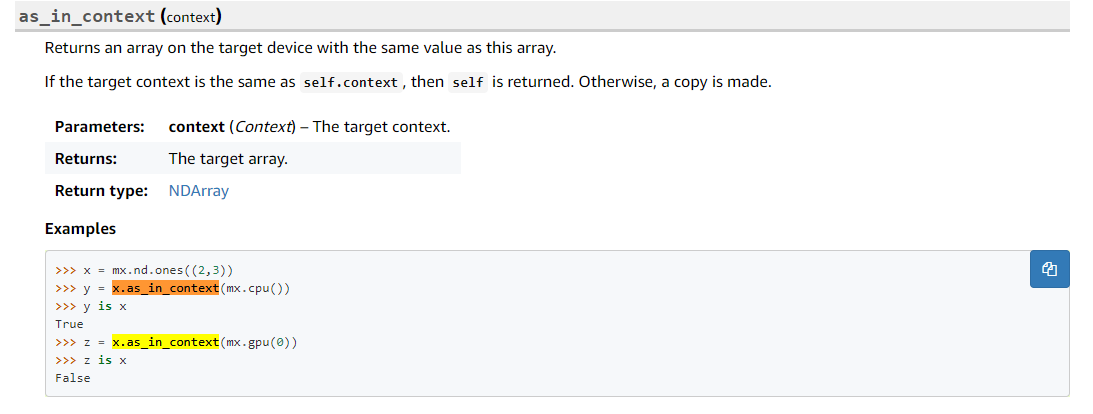 as_in_context (context)
Returns an array on the target device with the same value as this array.
If the target context is the same as self.context , then self is returned. Otherwise, a copy is made.
Parameters: context (Context) – The target context.
Returns: The target array.
Return type: NDArray
Examples
>>> x = mx.nd.ones((2,3))
>>> y = x.as_in_context(mx.cpu())
>>> y is x
True
>>> z = x.as_in_context(mx.gpu(0))
>>> z is x
False